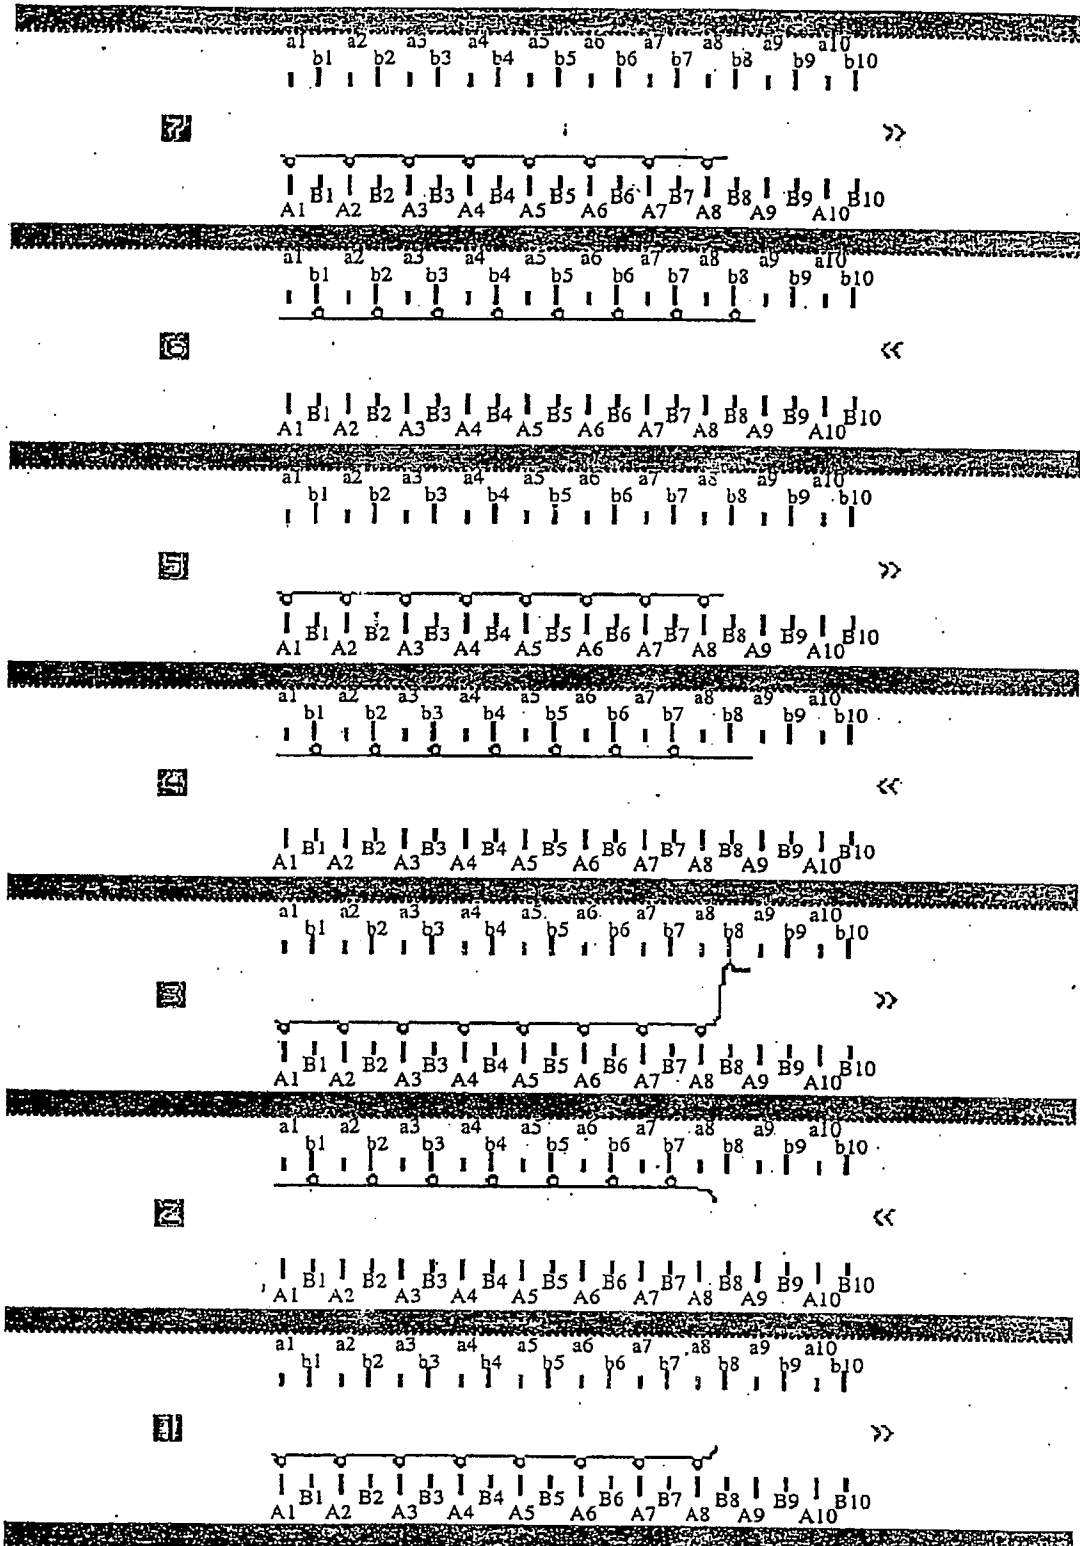 a1 a2 a3 a4 a5 a6 a7 a8 a9 a10
b1 b2 b3 b4 b5 b6 b7 b8 b9 b10
7 >>
B1 B2 B3 B4 B5 B6 B7 B8 B9 B10
A1 A2 A3 A4 A5 A6 A7 A8 A9 A10
a1 a2 a3 a4 a5 a6 a7 a8 a9 a10
b1 b2 b3 b4 b5 b6 b7 b8 b9 b10
6 <<
B1 B2 B3 B4 B5 B6 B7 B8 B9 B10
A1 A2 A3 A4 A5 A6 A7 A8 A9 A10
a1 a2 a3 a4 a5 a6 a7 a8 a9 a10
b1 b2 b3 b4 b5 b6 b7 b8 b9 b10
5 >>
B1 B2 B3 B4 B5 B6 B7 B8 B9 B10
A1 A2 A3 A4 A5 A6 A7 A8 A9 A10
a1 a2 a3 a4 a5 a6 a7 a8 a9 a10
b1 b2 b3 b4 b5 b6 b7 b8 b9 b10
4 <<
B1 B2 B3 B4 B5 B6 B7 B8 B9 B10
A1 A2 A3 A4 A5 A6 A7 A8 A9 A10
a1 a2 a3 a4 a5 a6 a7 a8 a9 a10
b1 b2 b3 b4 b5 b6 b7 b8 b9 b10
3 >>
B1 B2 B3 B4 B5 B6 B7 B8 B9 B10
A1 A2 A3 A4 A5 A6 A7 A8 A9 A10
a1 a2 a3 a4 a5 a6 a7 a8 a9 a10
b1 b2 b3 b4 b5 b6 b7 b8 b9 b10
2 <<
B1 B2 B3 B4 B5 B6 B7 B8 B9 B10
A1 A2 A3 A4 A5 A6 A7 A8 A9 A10
a1 a2 a3 a4 a5 a6 a7 a8 a9 a10
b1 b2 b3 b4 b5 b6 b7 b8 b9 b10
1 >>
B1 B2 B3 B4 B5 B6 B7 B8 B9 B10
A1 A2 A3 A4 A5 A6 A7 A8 A9 A10